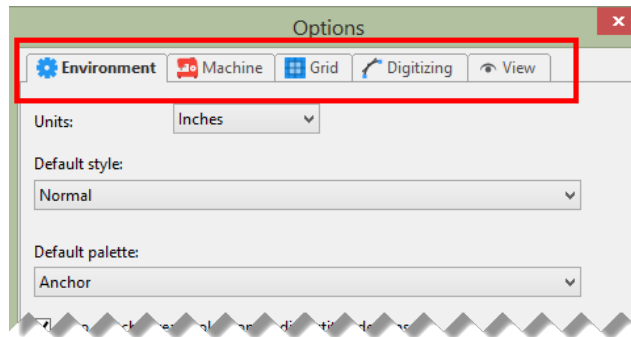 Options
Environment Machine Grid Digitizing View
Units: Inches
Default style:
Normal
Default palette:
Anchor